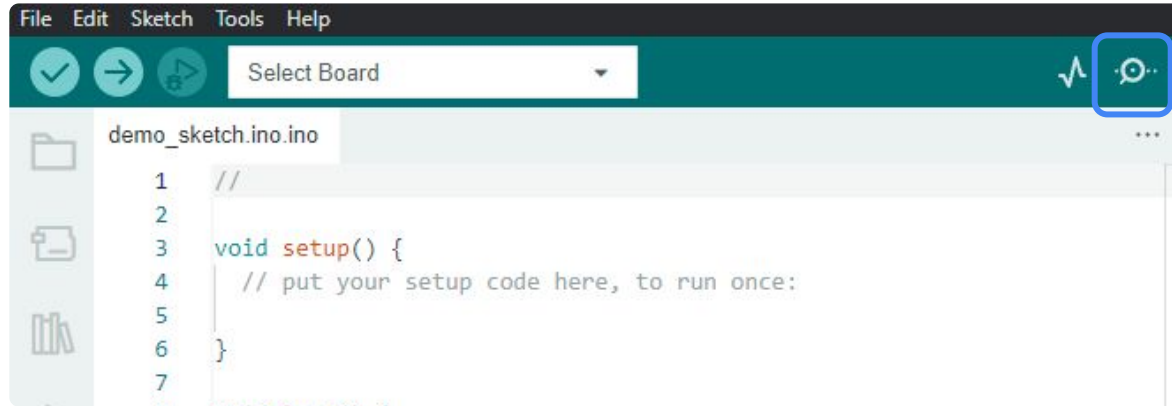 File Edit Sketch Tools Help
Select Board
demo_sketch.ino.ino
1 //
2
3 void setup() {
4 // put your setup code here, to run once:
5
6 }
7